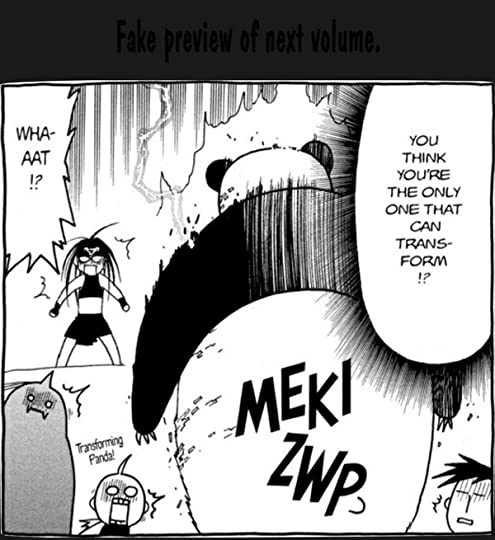 Fake preview of next volume.
WHA-
AAT
!?
YOU
THINK
YOU'RE
THE ONLY
ONE THAT
CAN
TRANS-
FORM
!?
MEKI
ZWP
Transforming
Panda!